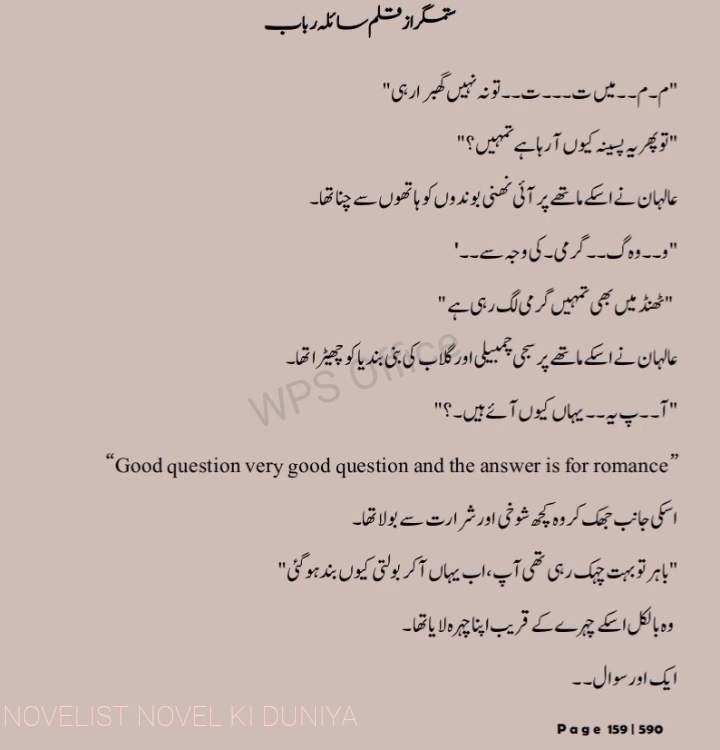 ستمگر از قلم سائلہ رباب
"م۔م۔۔میں ت۔۔۔ت۔۔تو نہ نہیں گھبرا رہی"
"تو پھر یہ پسینہ کیوں آ رہا ہے تمہیں؟"
عالہان نے اسکے ماتھے پر آئی ننھنی بوندوں کو ہاتھوں سے چنا تھا۔
"و۔۔وہ گ۔۔گرمی۔کی وجہ سے۔۔'
"ٹھنڈ میں بھی تمہیں گرمی لگ رہی ہے"
عالہان نے اسکے ماتھے پر سجی چمبیلی اور گلاب کی بنی بندیا کو چھیڑا تھا۔
"آ۔۔پ یہ۔۔یہاں کیوں آئے ہیں۔؟"
“Good question very good question and the answer is for romance”
اسکی جانب جھک کر وہ کچھ شوخی اور شرارت سے بولا تھا۔
"باہر تو بہت چہک رہی تھی آپ،اب یہاں آکر بولتی کیوں بند ہو گئی"
وہ بالکل اسکے چہرے کے قریب اپنا چہرہ لایا تھا۔
ایک اور سوال۔۔
WPS Office
NOVELIST NOVEL KI DUNIYA
Page 159 | 590